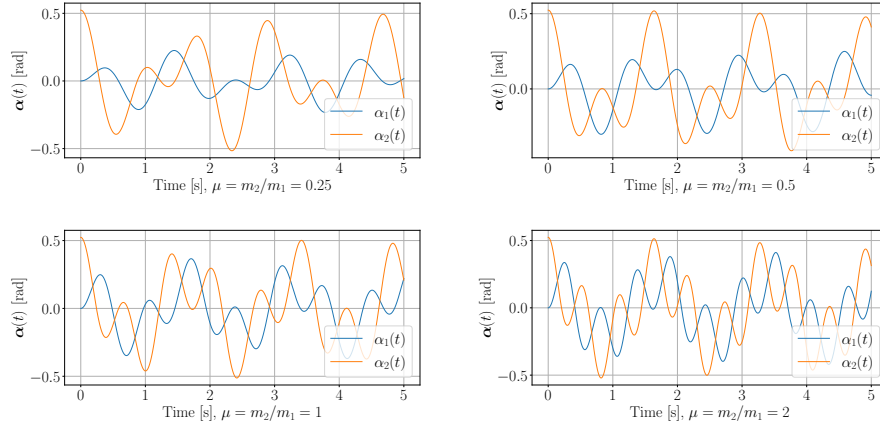 0.5
0.0
−0.5
α(t) [rad]
α₁(t)
α₂(t)
0 1 2 3 4 5
Time [s], μ = m₂/m₁ = 0.25
0.5
0.0
α(t) [rad]
α₁(t)
α₂(t)
0 1 2 3 4 5
Time [s], μ = m₂/m₁ = 0.5
0.5
0.0
−0.5
α(t) [rad]
α₁(t)
α₂(t)
0 1 2 3 4 5
Time [s], μ = m₂/m₁ = 1
0.5
0.0
−0.5
α(t) [rad]
α₁(t)
α₂(t)
0 1 2 3 4 5
Time [s], μ = m₂/m₁ = 2